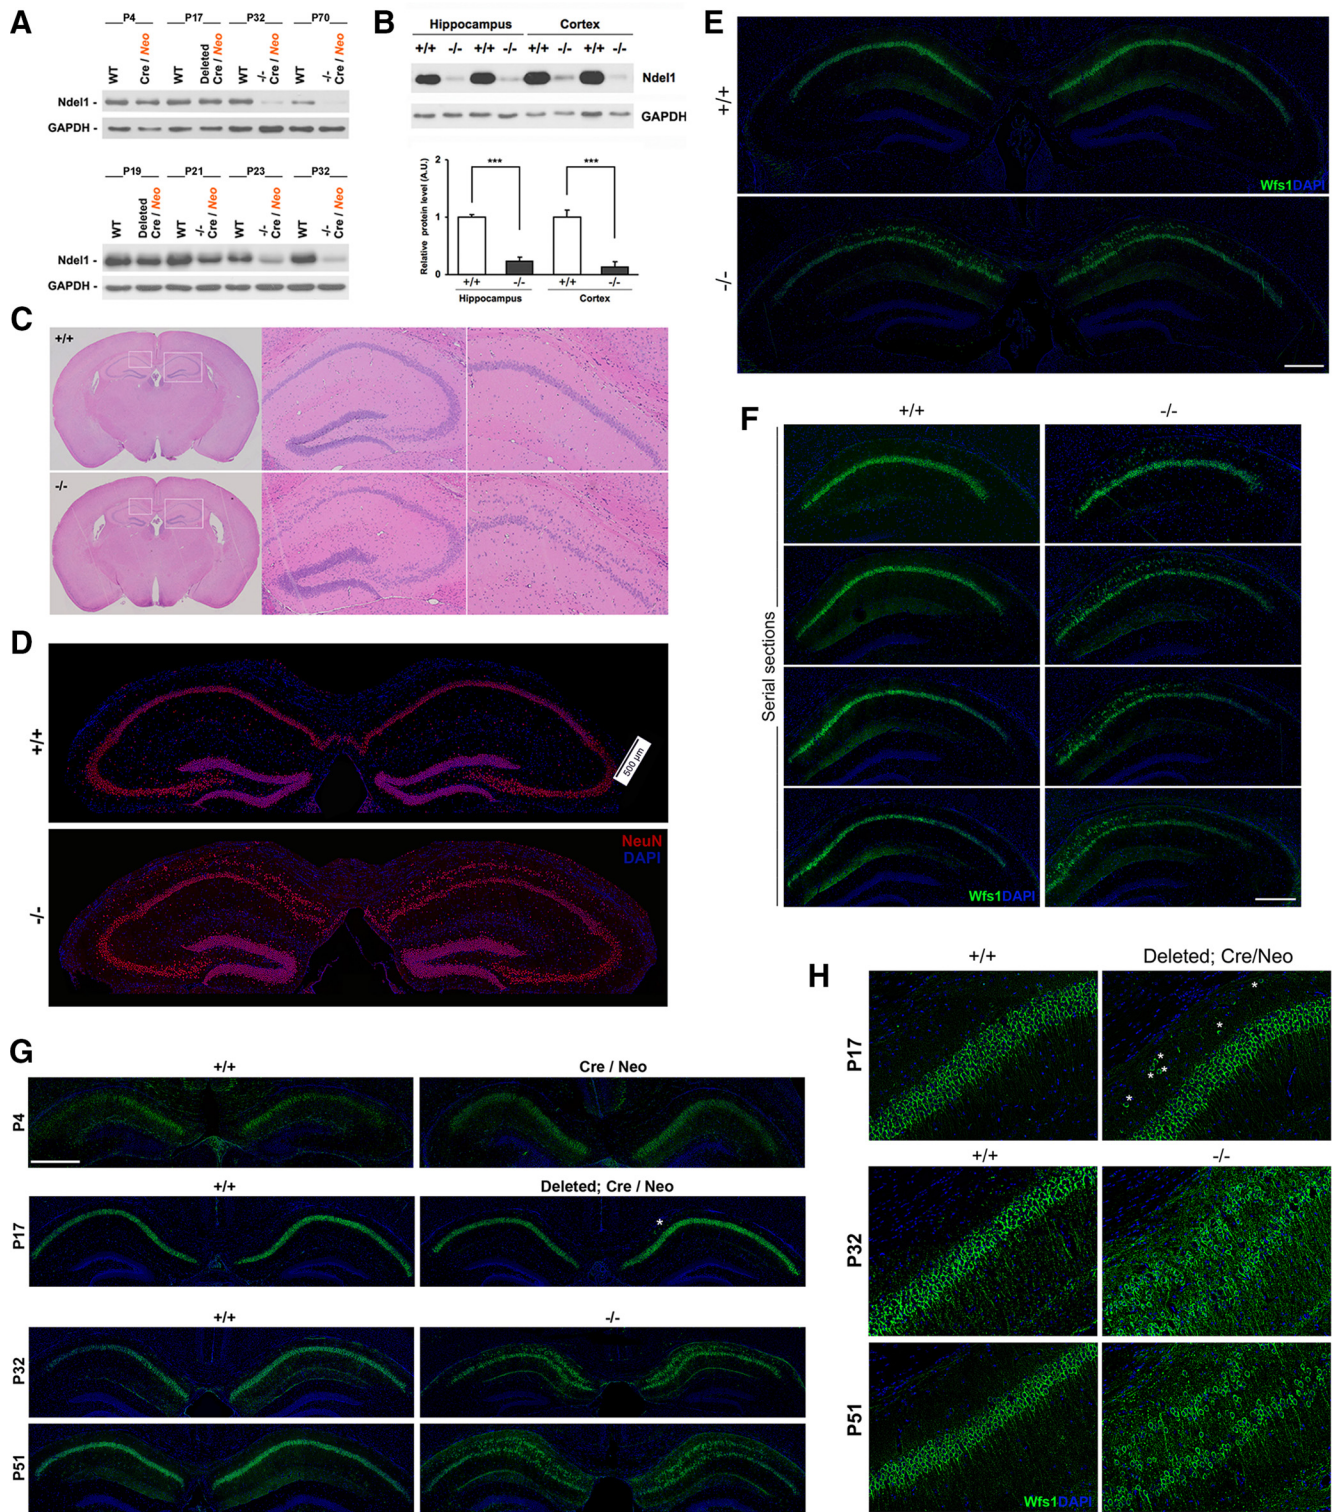 A
P4 P17 P32 P70
WT
Cre / Neo
WT
Deleted
Cre / Neo
WT
-/-
Cre / Neo
WT
-/-
Cre / Neo
Ndel1 -
GAPDH -
P19 P21 P23 P32
WT
Deleted
Cre / Neo
WT
-/-
Cre / Neo
WT
-/-
Cre / Neo
WT
-/-
Cre / Neo
Ndel1 -
GAPDH -
B
Hippocampus Cortex
+/+ -/- +/+ -/- +/+ -/- +/+ -/-
Ndel1
GAPDH
Relative protein level (A.U.)
2
1
0
*** ***
+/+ -/- +/+ -/-
Hippocampus Cortex
C
+/+
-/-
D
+/+
500 µm
-/-
NeuN
DAPI
E
+/+
Wfs1DAPI
-/-
F
+/+ -/-
Serial sections
Wfs1DAPI
G
+/+ Cre / Neo
P4
+/+ Deleted; Cre / Neo
P17
*
+/+ -/-
P32
P51
H
+/+ Deleted; Cre/Neo
P17
*
*
*
* *
*
+/+ -/-
P32
P51
Wfs1DAPI